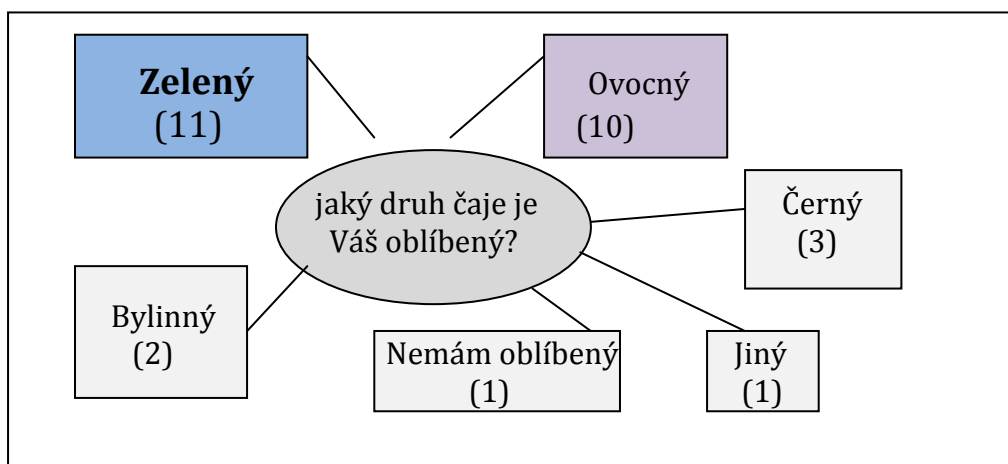 Zelený
(11)
Ovocný
(10)
jaký druh čaje je
Váš oblíbený?
Černý
(3)
Bylinný
(2)
Nemám oblíbený
(1)
Jiný
(1)